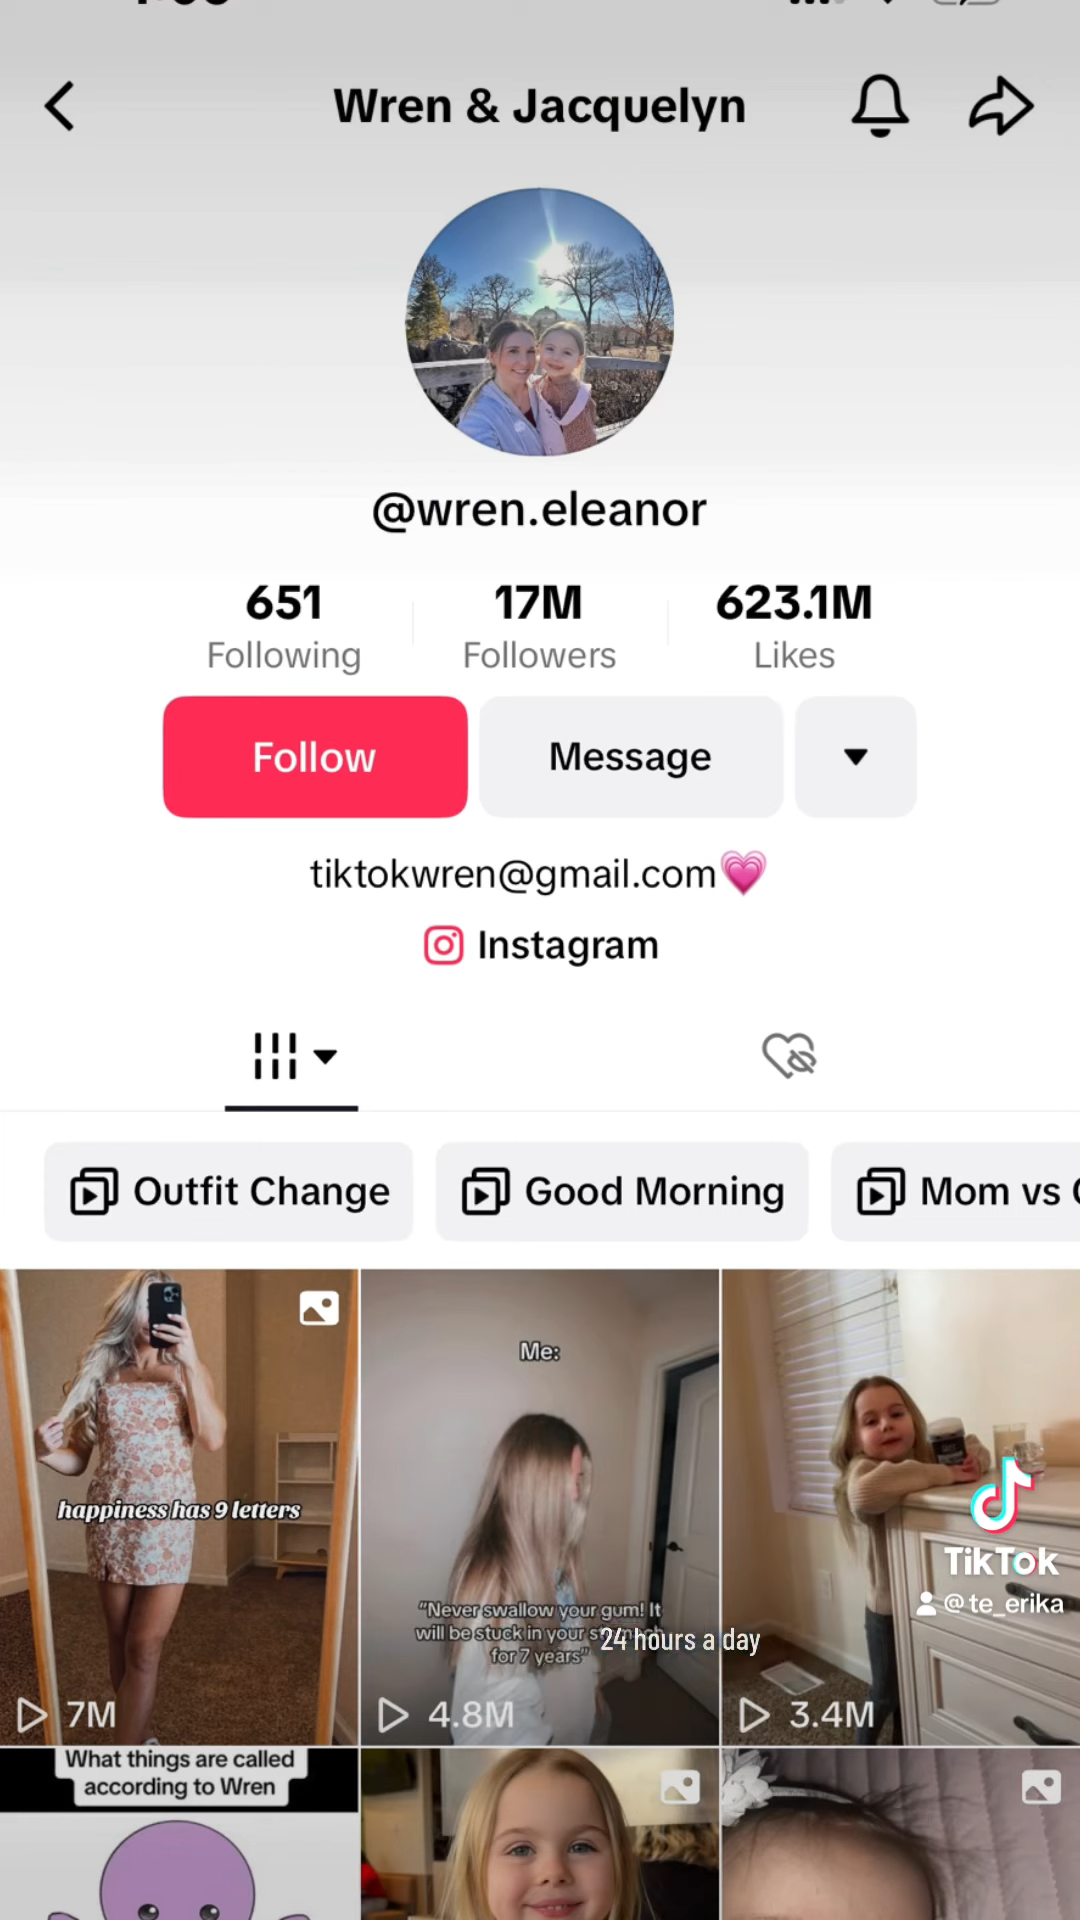 Wren & Jacquelyn
@wren.eleanor
651
17M
623.1M
Following
Followers
Likes
Follow
Message
tiktokwren@gmail.com💗
Instagram
Outfit Change
Good Morning
Mom vs
happiness has 9 letters
7M
Me:
"Never swallow your gum! It
will be stuck in your
for 7 years"
4.8M
3.4M
TikTok
@te_erika
24 hours a day
What things are called
according to Wren